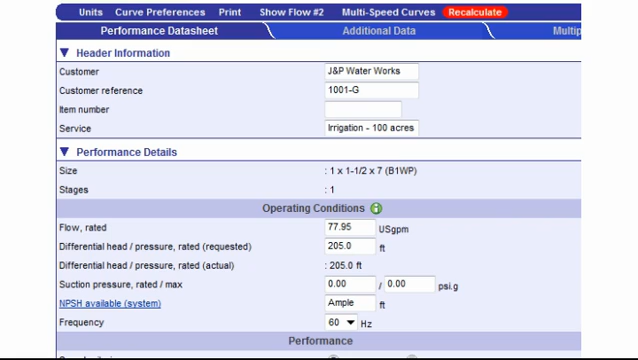 Units Curve Preferences Print Show Flow #2 Multi-Speed Curves Recalculate
Performance Datasheet Additional Data Multip
Header Information
Customer J&P Water Works
Customer reference 1001-G
Item number
Service Irrigation - 100 acres
Performance Details
Size : 1 x 1-1/2 x 7 (B1WP)
Stages : 1
Operating Conditions
Flow, rated 77.95 USgpm
Differential head / pressure, rated (requested) 205.0 ft
Differential head / pressure, rated (actual) : 205.0 ft
Suction pressure, rated / max 0.00 / 0.00 psi.g
NPSH available (system) Ample ft
Frequency 60 Hz
Performance